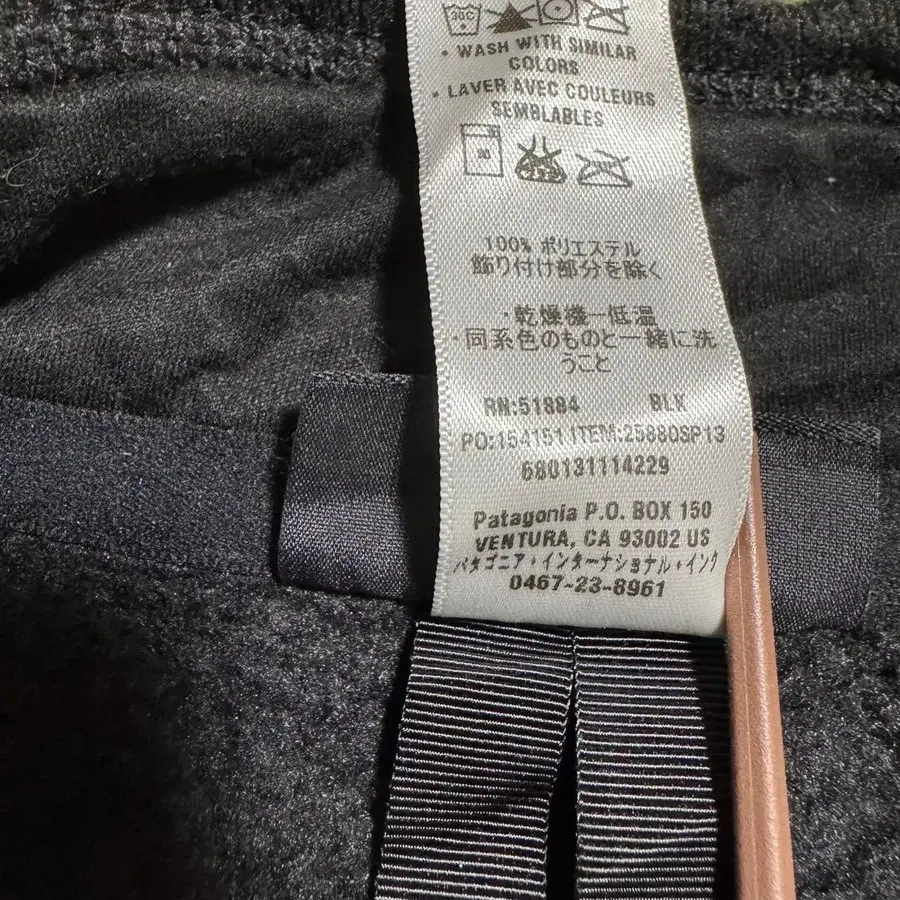 30C
• WASH WITH SIMILAR
COLORS
• LAVER AVEC COULEURS
SEMBLABLES
30
100% ポリエステル
飾り付け部分を除く
・乾燥機一低温
・同系色のものと一緒に洗
うこと
RN:51884 BLK
PO:154151 ITEM:25880SP13
680131114229
Patagonia P.O. BOX 150
VENTURA, CA 93002 US
パタゴニア・インターナショナル・インク
0467-23-8961